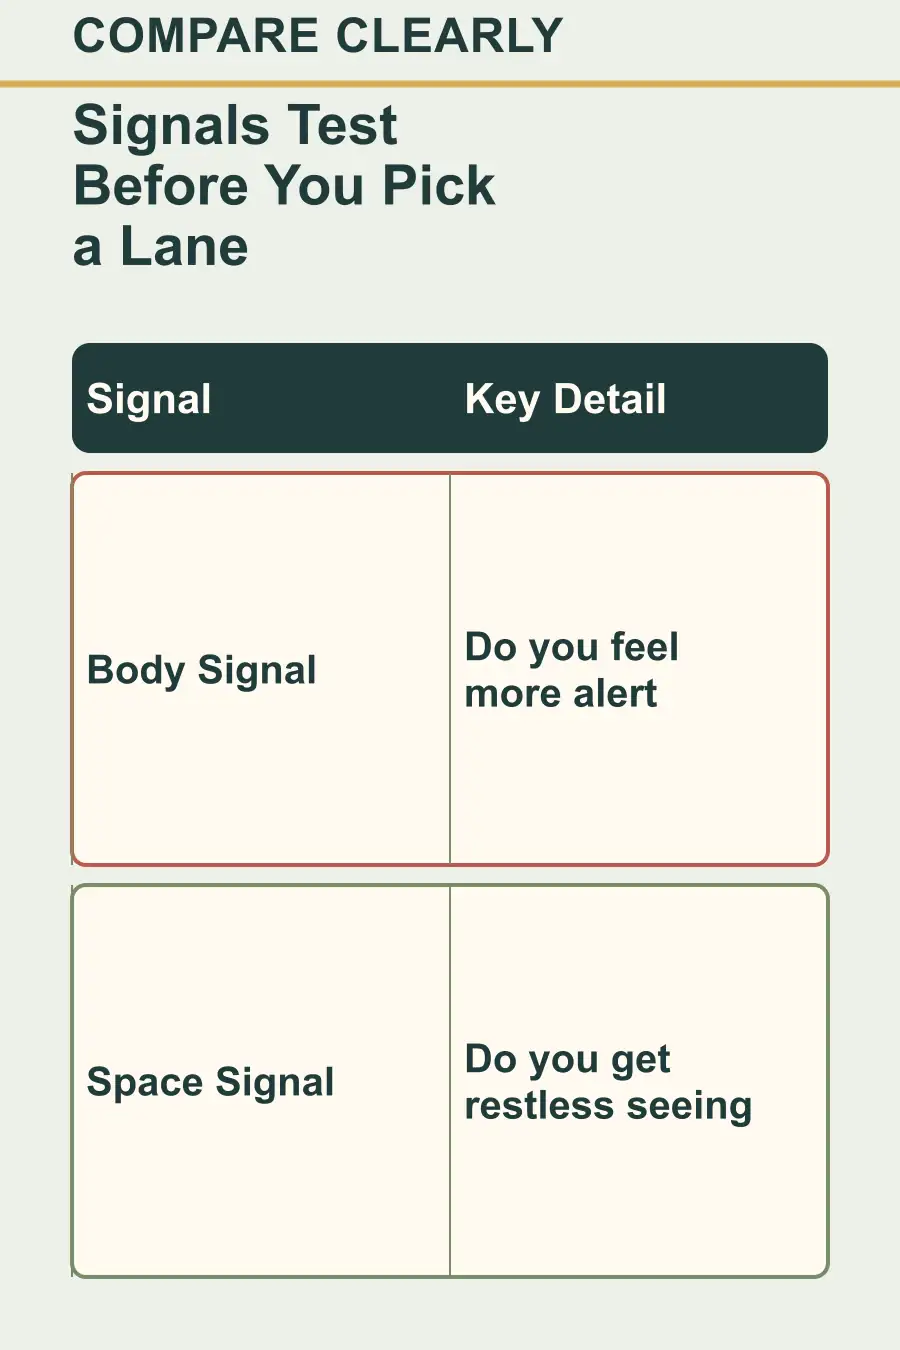 COMPARE CLEARLY
Signals Test
Before You Pick
a Lane
Signal
Key Detail
Body Signal
Do you feel
more alert
Space Signal
Do you get
restless seeing